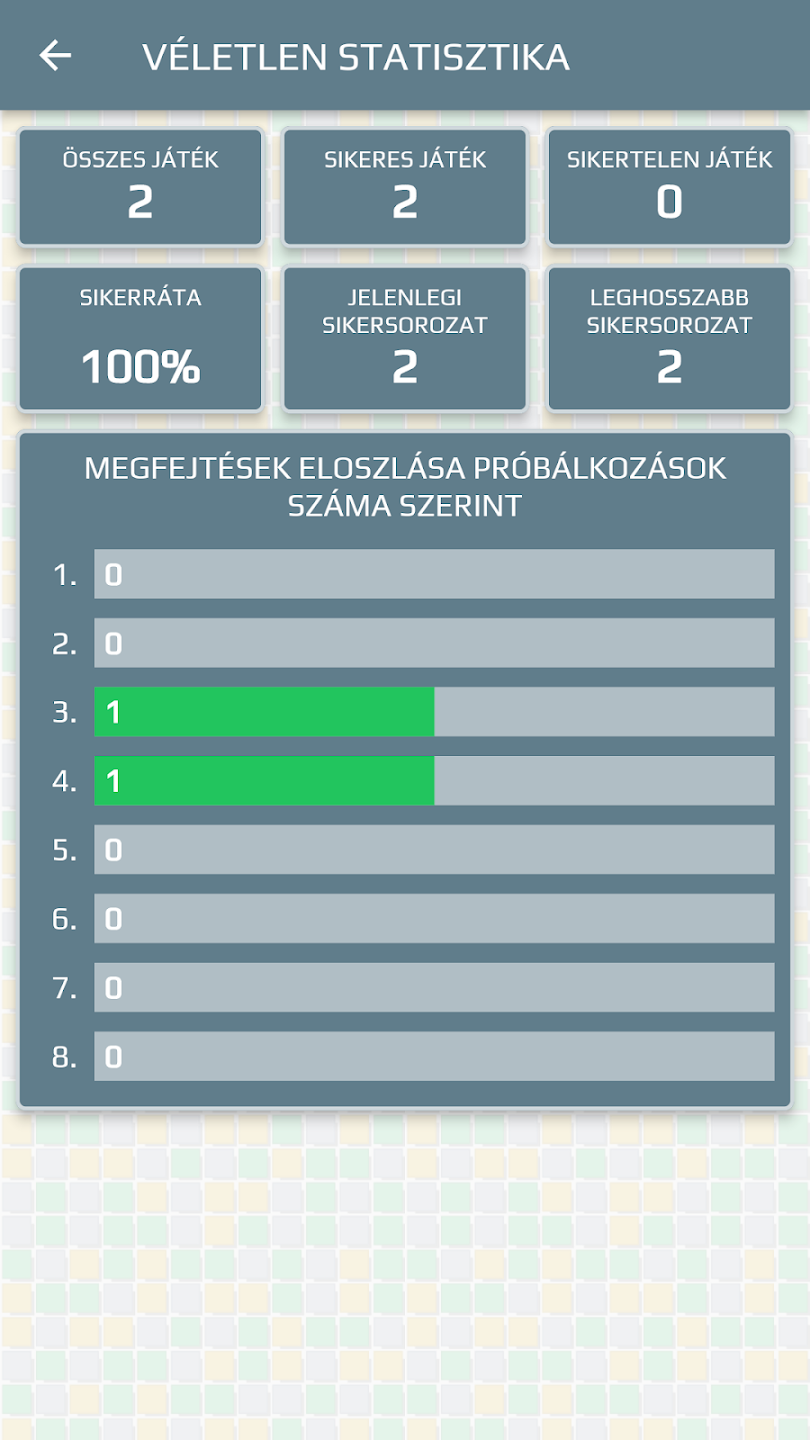 VÉLETLEN STATISZTIKA
ÖSSZES JÁTÉK
2
SIKERES JÁTÉK
2
SIKERTELEN JÁTÉK
0
SIKERRÁTA
100%
JELENLEGI
SIKERSOROZAT
2
LEGHOSSZABB
SIKERSOROZAT
2
MEGFEJTÉSEK ELOSZLÁSA PRÓBÁLKOZÁSOK
SZÁMA SZERINT
1. 0
2. 0
3. 1
4. 1
5. 0
6. 0
7. 0
8. 0